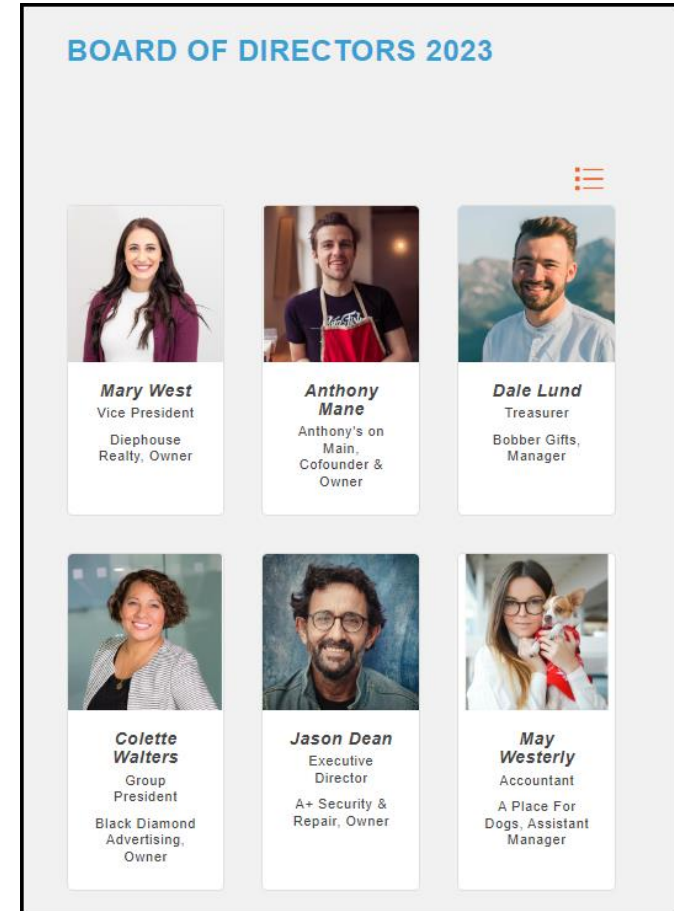 BOARD OF DIRECTORS 2023
Mary West
Vice President
Diephouse
Realty, Owner
Anthony
Mane
Anthony's on
Main,
Cofounder &
Owner
Dale Lund
Treasurer
Bobber Gifts,
Manager
Colette
Walters
Group
President
Black Diamond
Advertising,
Owner
Jason Dean
Executive
Director
A+ Security &
Repair, Owner
May
Westerly
Accountant
A Place For
Dogs, Assistant
Manager